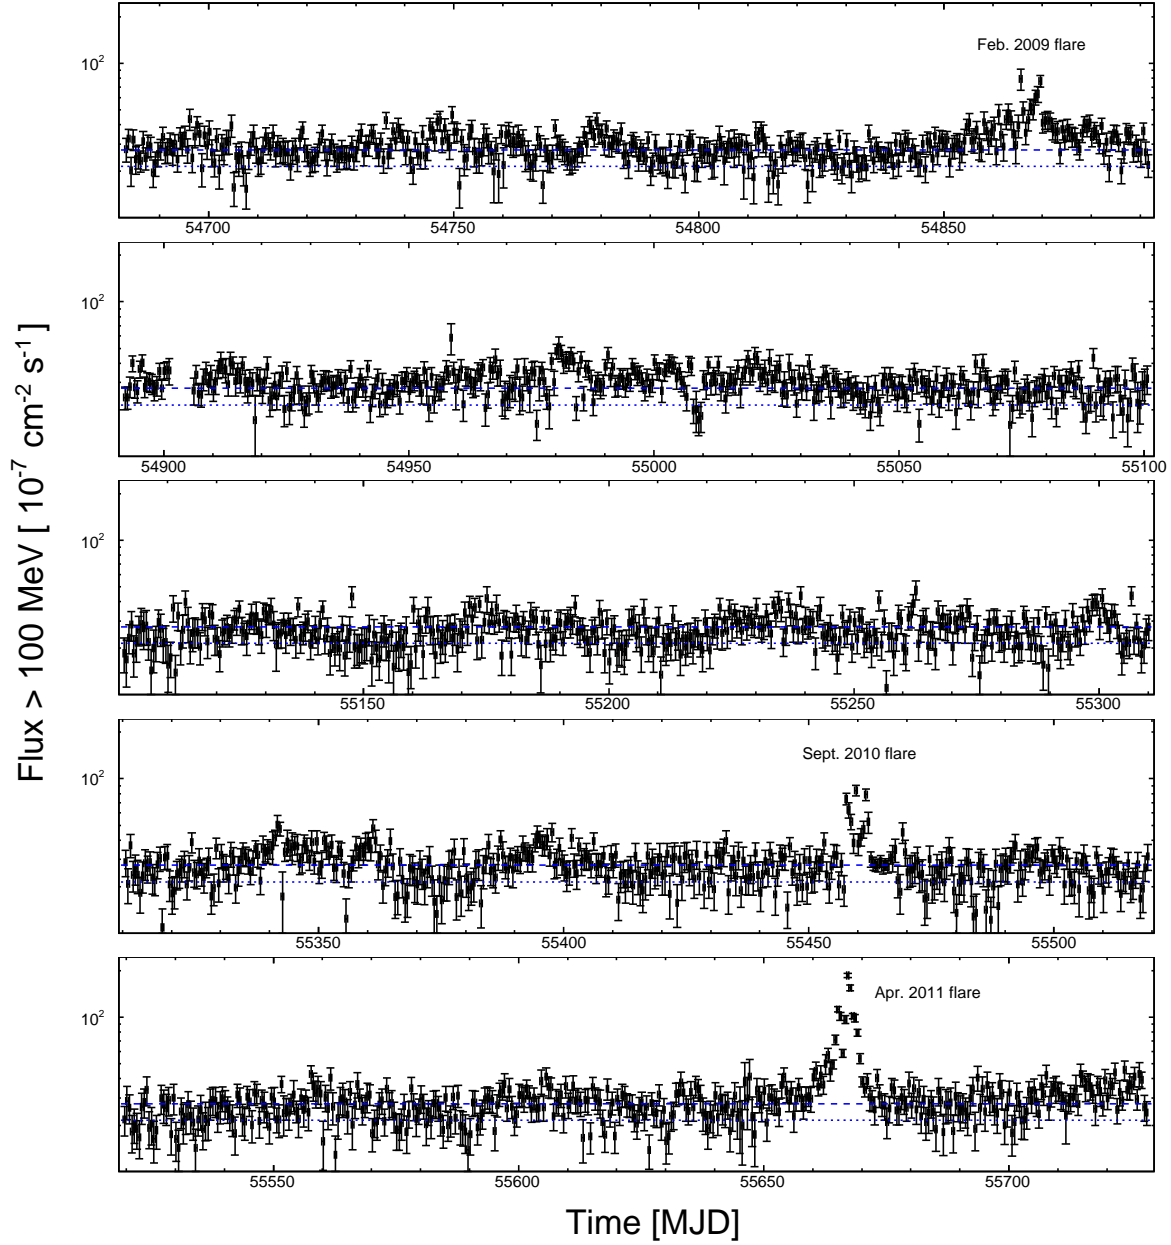 Feb. 2009 flare
10²
54700 54750 54800 54850
10²
54900 54950 55000 55050 55100
10²
55150 55200 55250 55300
Sept. 2010 flare
10²
55350 55400 55450 55500
Apr. 2011 flare
10²
55550 55600 55650 55700
Flux > 100 MeV [ 10⁻⁷ cm⁻² s⁻¹ ]
Time [MJD]